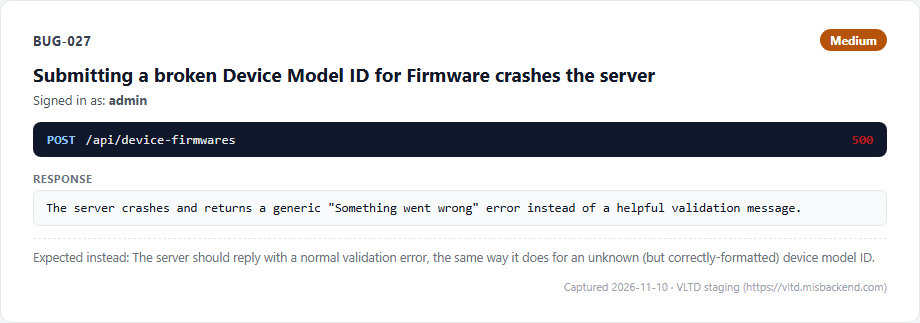 BUG-027
Medium
Submitting a broken Device Model ID for Firmware crashes the server
Signed in as: admin
POST /api/device-firmwares
500
RESPONSE
The server crashes and returns a generic "Something went wrong" error instead of a helpful validation message.
Expected instead: The server should reply with a normal validation error, the same way it does for an unknown (but correctly-formatted) device model ID.
Captured 2026-11-10 · VLTD staging (https://vltd.misbackend.com)